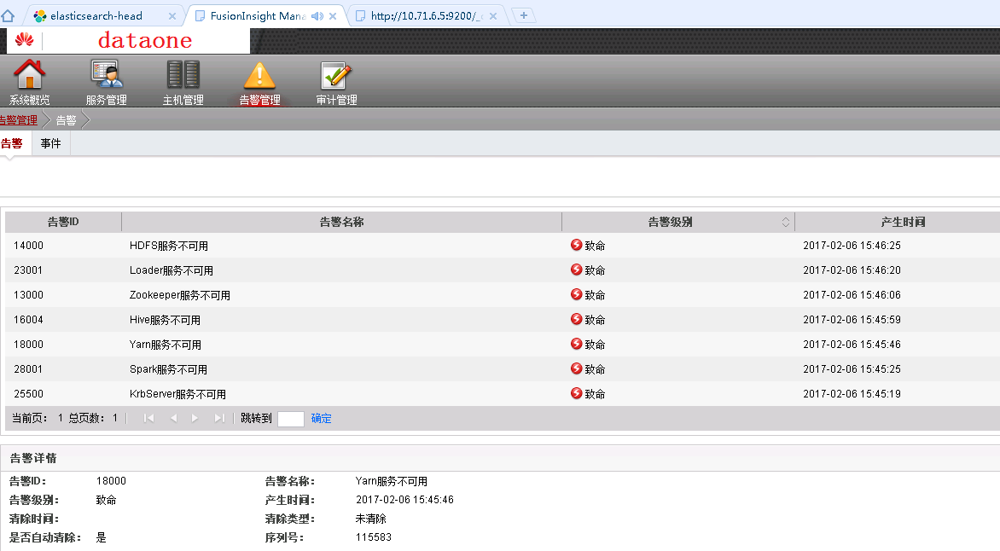 elasticsearch-head FusionInsight Mana http://10.71.6.5:9200/_
dataone
系统概览 服务管理 主机管理 告警管理 审计管理
告警管理 告警
告警 事件
告警ID 告警名称 告警级别 产生时间
14000 HDFS服务不可用 致命 2017-02-06 15:46:25
23001 Loader服务不可用 致命 2017-02-06 15:46:20
13000 Zookeeper服务不可用 致命 2017-02-06 15:46:06
16004 Hive服务不可用 致命 2017-02-06 15:45:59
18000 Yarn服务不可用 致命 2017-02-06 15:45:46
28001 Spark服务不可用 致命 2017-02-06 15:45:25
25500 KrbServer服务不可用 致命 2017-02-06 15:45:19
当前页: 1 总页数: 1 跳转到 确定
告警详情
告警ID: 18000 告警名称: Yarn服务不可用
告警级别: 致命 产生时间: 2017-02-06 15:45:46
清除时间: 清除类型: 未清除
是否自动清除: 是 序列号: 115583